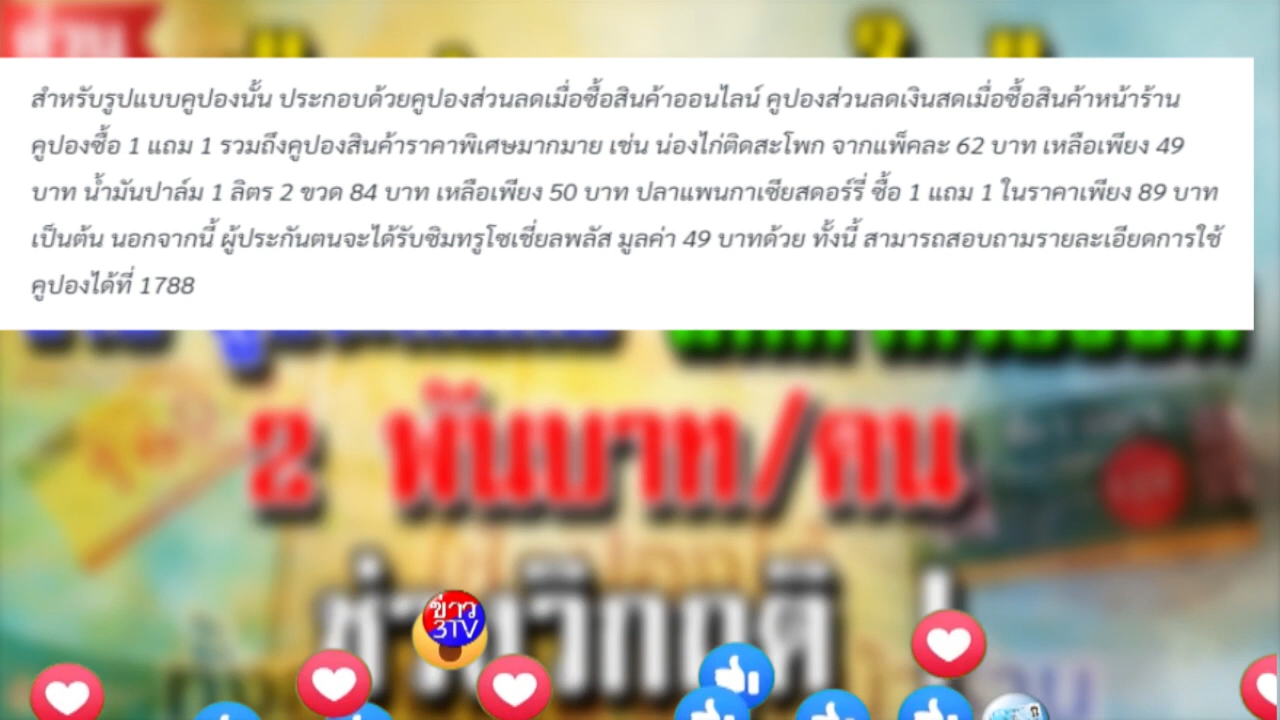 สำหรับรูปแบบคูปองนั้น ประกอบด้วยคูปองส่วนลดเมื่อซื้อสินค้าออนไลน์ คูปองส่วนลดเงินสดเมื่อซื้อสินค้าหน้าร้าน
คูปองซื้อ 1 แถม 1 รวมถึงคูปองสินค้าราคาพิเศษมากมาย เช่น น่องไก่ติดสะโพก จากแพ็คละ 62 บาท เหลือเพียง 49
บาท น้ำมันปาล์ม 1 ลิตร 2 ขวด 84 บาท เหลือเพียง 50 บาท ปลาแพนกาเซียสดอร์รี่ ซื้อ 1 แถม 1 ในราคาเพียง 89 บาท
เป็นต้น นอกจากนี้ ผู้ประกันตนจะได้รับซิมทรูโซเชี่ยลพลัส มูลค่า 49 บาทด้วย ทั้งนี้ สามารถสอบถามรายละเอียดการใช้
คูปองได้ที่ 1788
2 พันบาท/คน
ช่วงวิกฤติ
ข่าว
3TV